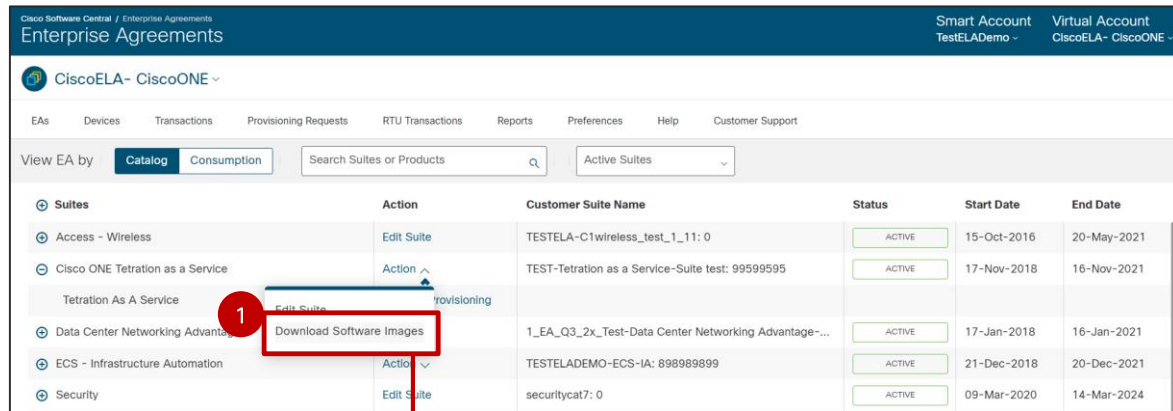 Cisco Software Central / Enterprise Agreements
Enterprise Agreements
Smart Account
TestELADemo
Virtual Account
CiscoELA- CiscoONE
CiscoELA- CiscoONE
EAs Devices Transactions Provisioning Requests RTU Transactions Reports Preferences Help Customer Support
View EA by Catalog Consumption Search Suites or Products Active Suites
Suites Action Customer Suite Name Status Start Date End Date
Access - Wireless Edit Suite TESTELA-C1wireless_test_1_11: 0 ACTIVE 15-Oct-2016 20-May-2021
Cisco ONE Tetration as a Service Action TEST-Tetration as a Service-Suite test: 99599595 ACTIVE 17-Nov-2018 16-Nov-2021
Tetration As A Service Edit Suite Provisioning
1
Data Center Networking Advanta Download Software Images 1_EA_Q3_2x_Test-Data Center Networking Advantage-... ACTIVE 17-Jan-2018 16-Jan-2021
ECS - Infrastructure Automation Action TESTELADEMO-ECS-IA: 898989899 ACTIVE 21-Dec-2018 20-Dec-2021
Security Edit Suite securitycat7: 0 ACTIVE 09-Mar-2020 14-Mar-2024